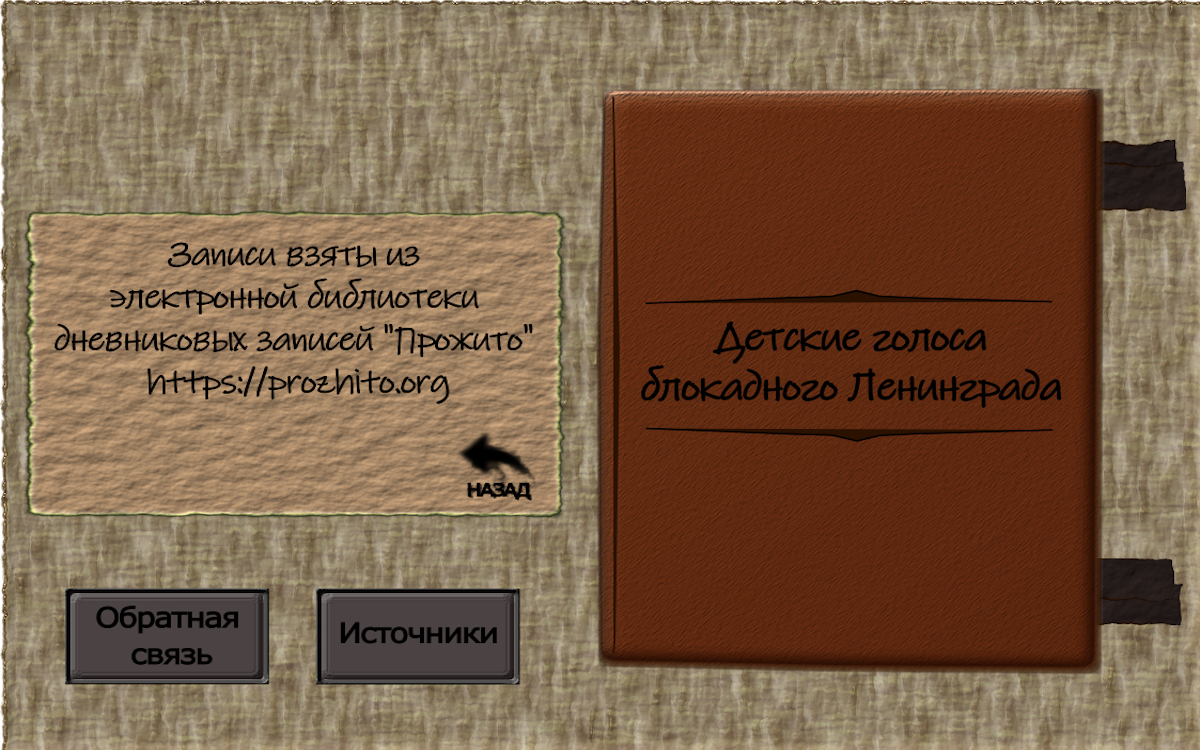 Записи взяты из
электронной библиотеки
дневниковых записей "Прожито"
https://prozhito.org
НАЗАД
Детские голоса
блокадного Ленинграда
Обратная
связь
Источники